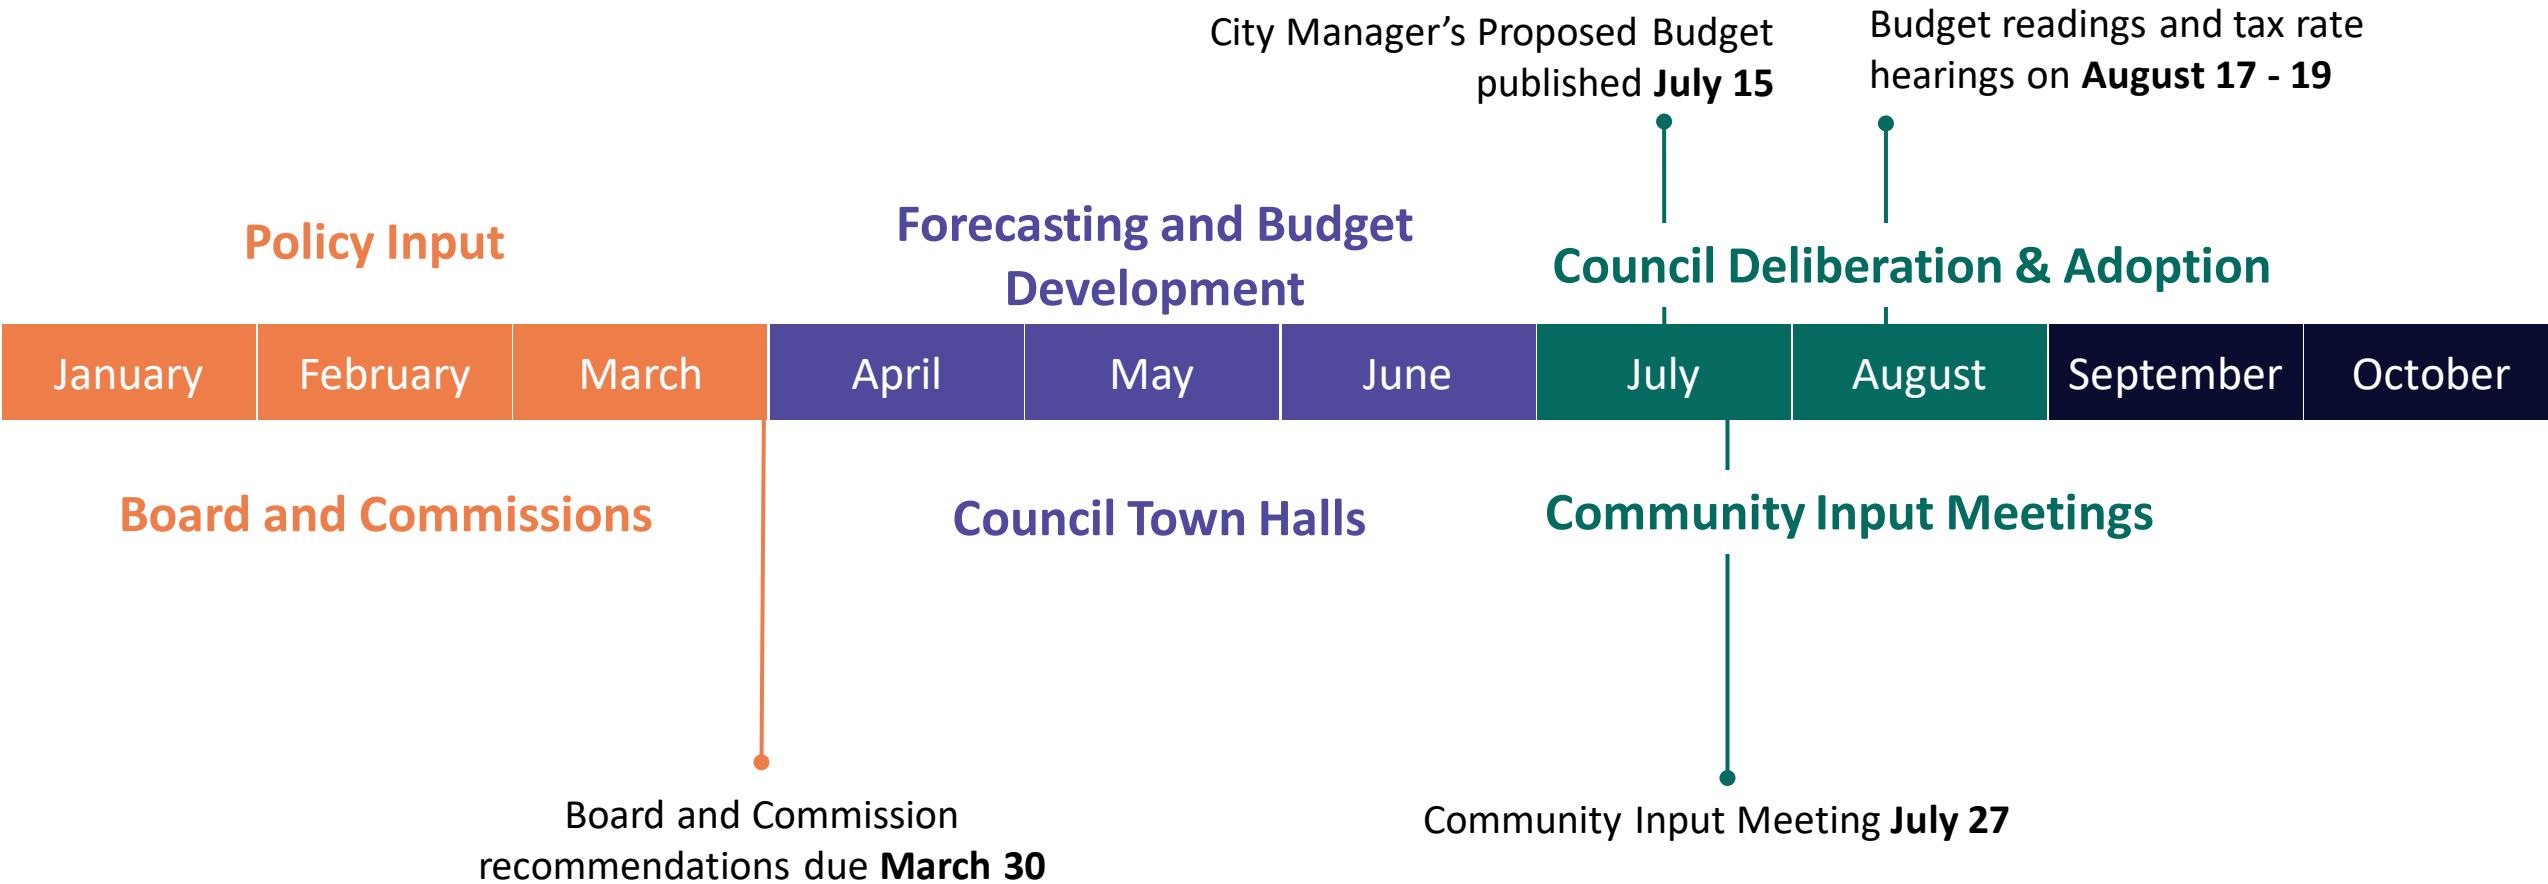 City Manager’s Proposed Budget
published July 15
Budget readings and tax rate
hearings on August 17 - 19
Policy Input
Forecasting and Budget
Development
Council Deliberation & Adoption
January
February
March
April
May
June
July
August
September
October
Board and Commissions
Council Town Halls
Community Input Meetings
Board and Commission
recommendations due March 30
Community Input Meeting July 27